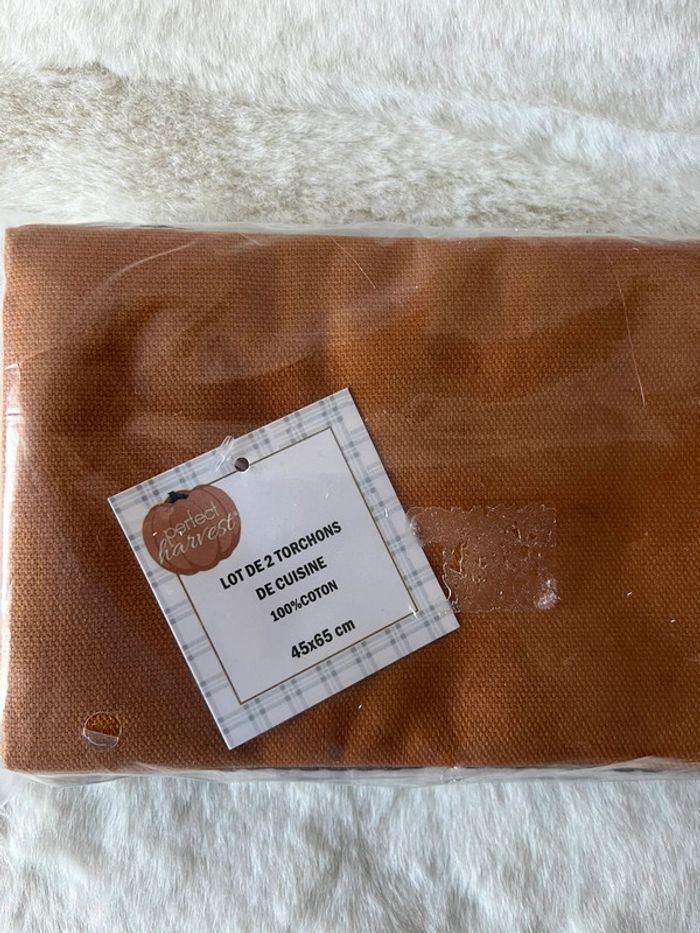 perfect
harvest
LOT DE 2 TORCHONS
DE CUISINE
100%COTON
45x65 cm